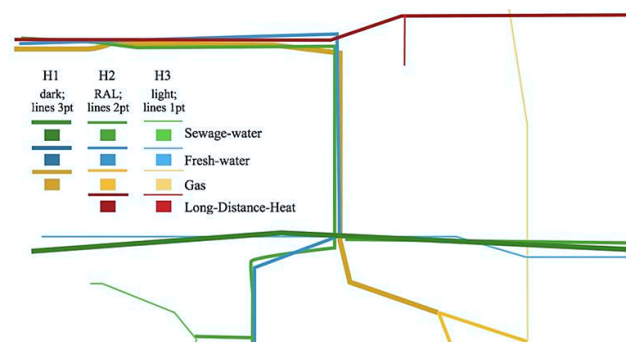 H1 H2 H3
dark; RAL; light;
lines 3pt lines 2pt lines 1pt
Sewage-water
Fresh-water
Gas
Long-Distance-Heat